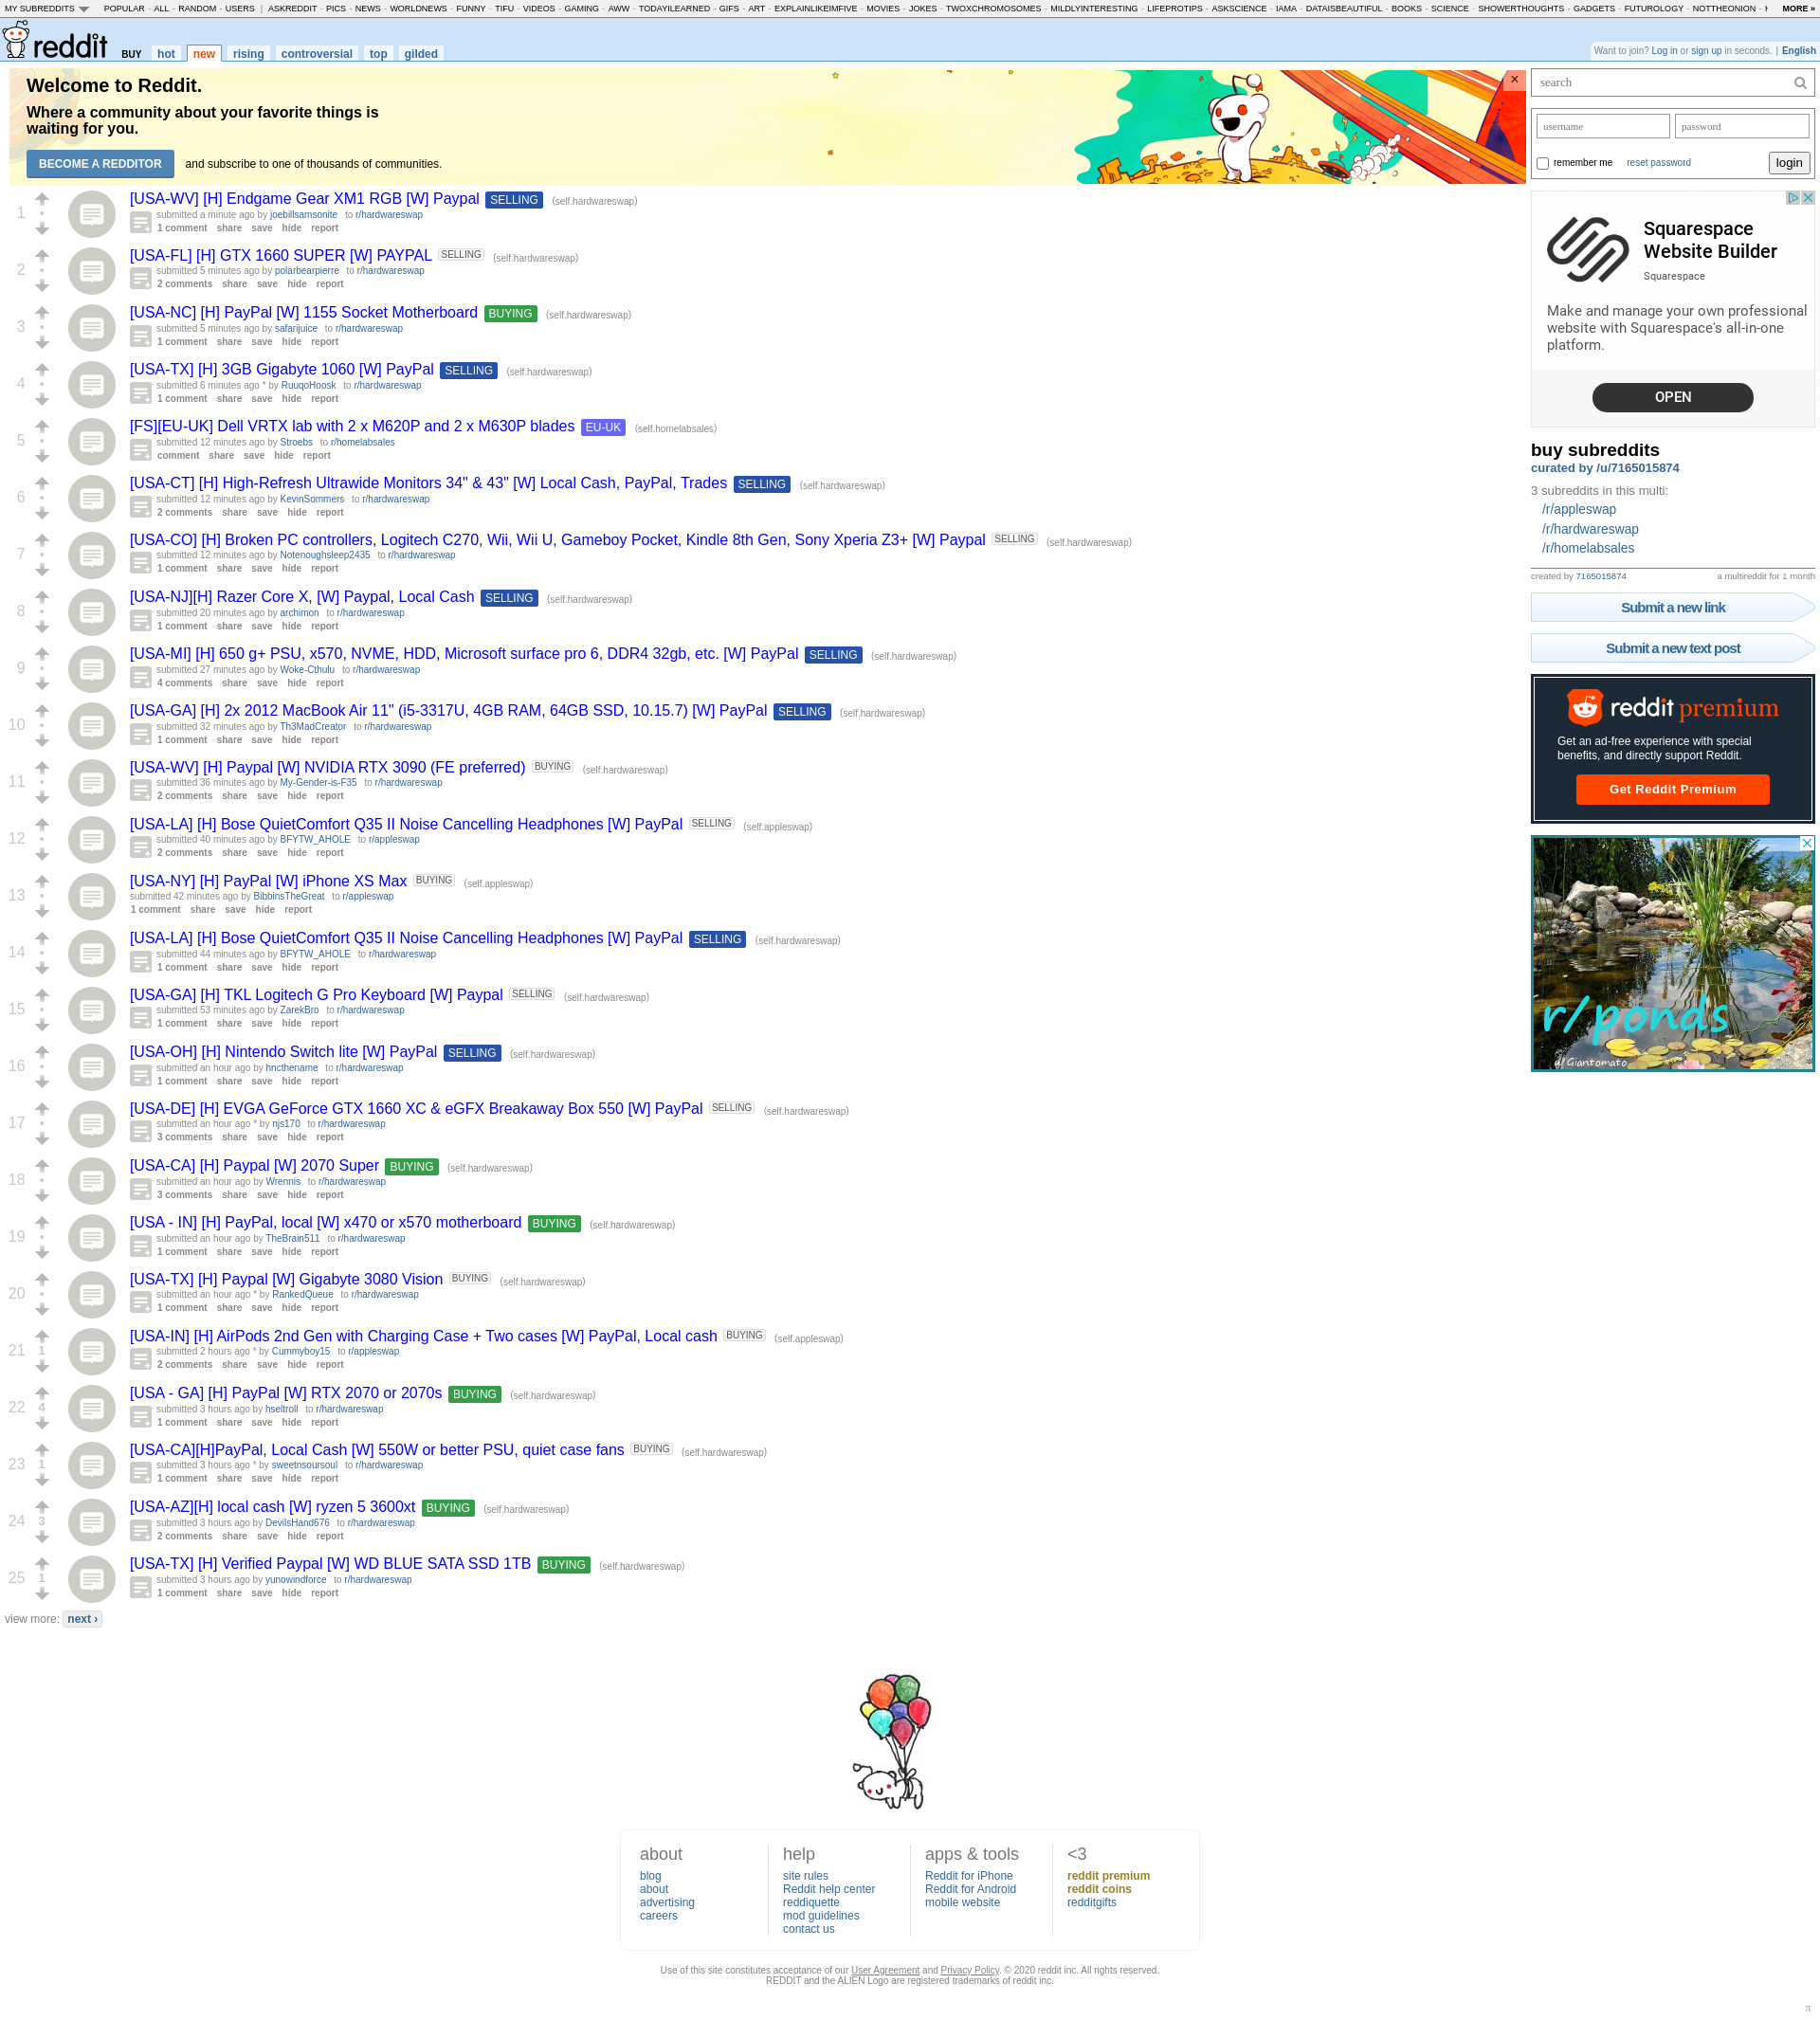 MY SUBREDDITS POPULAR - ALL - RANDOM - USERS | ASKREDDIT - PICS - NEWS - WORLDNEWS - FUNNY - TIFU - VIDEOS - GAMING - AWW - TODAYILEARNED - GIFS - ART - EXPLAINLIKEIMFIVE - MOVIES - JOKES - TWOXCHROMOSOMES - MILDLYINTERESTING - LIFEPROTIPS - ASKSCIENCE - IAMA - DATAISBEAUTIFUL - BOOKS - SCIENCE - SHOWERTHOUGHTS - GADGETS - FUTUROLOGY - NOTTHEONION - MORE »
reddit BUY hot new rising controversial top gilded
Want to join? Log in or sign up in seconds. | English
Welcome to Reddit.
Where a community about your favorite things is
waiting for you.
BECOME A REDDITOR and subscribe to one of thousands of communities.
×
1
[USA-WV] [H] Endgame Gear XM1 RGB [W] Paypal SELLING (self.hardwareswap)
submitted a minute ago by joebillsamsonite to r/hardwareswap
1 comment share save hide report
2
[USA-FL] [H] GTX 1660 SUPER [W] PAYPAL SELLING (self.hardwareswap)
submitted 5 minutes ago by polarbearpierre to r/hardwareswap
2 comments share save hide report
3
[USA-NC] [H] PayPal [W] 1155 Socket Motherboard BUYING (self.hardwareswap)
submitted 5 minutes ago by safarijuice to r/hardwareswap
1 comment share save hide report
4
[USA-TX] [H] 3GB Gigabyte 1060 [W] PayPal SELLING (self.hardwareswap)
submitted 6 minutes ago * by RuuqoHoosk to r/hardwareswap
1 comment share save hide report
5
[FS][EU-UK] Dell VRTX lab with 2 x M620P and 2 x M630P blades EU-UK (self.homelabsales)
submitted 12 minutes ago by Stroebs to r/homelabsales
comment share save hide report
6
[USA-CT] [H] High-Refresh Ultrawide Monitors 34" & 43" [W] Local Cash, PayPal, Trades SELLING (self.hardwareswap)
submitted 12 minutes ago by KevinSommers to r/hardwareswap
2 comments share save hide report
7
[USA-CO] [H] Broken PC controllers, Logitech C270, Wii, Wii U, Gameboy Pocket, Kindle 8th Gen, Sony Xperia Z3+ [W] Paypal SELLING (self.hardwareswap)
submitted 12 minutes ago by Notenoughsleep2435 to r/hardwareswap
1 comment share save hide report
8
[USA-NJ][H] Razer Core X, [W] Paypal, Local Cash SELLING (self.hardwareswap)
submitted 20 minutes ago by archimon to r/hardwareswap
1 comment share save hide report
9
[USA-MI] [H] 650 g+ PSU, x570, NVME, HDD, Microsoft surface pro 6, DDR4 32gb, etc. [W] PayPal SELLING (self.hardwareswap)
submitted 27 minutes ago by Woke-Cthulu to r/hardwareswap
4 comments share save hide report
10
[USA-GA] [H] 2x 2012 MacBook Air 11" (i5-3317U, 4GB RAM, 64GB SSD, 10.15.7) [W] PayPal SELLING (self.hardwareswap)
submitted 32 minutes ago by Th3MadCreator to r/hardwareswap
1 comment share save hide report
11
[USA-WV] [H] Paypal [W] NVIDIA RTX 3090 (FE preferred) BUYING (self.hardwareswap)
submitted 36 minutes ago by My-Gender-is-F35 to r/hardwareswap
2 comments share save hide report
12
[USA-LA] [H] Bose QuietComfort Q35 II Noise Cancelling Headphones [W] PayPal SELLING (self.appleswap)
submitted 40 minutes ago by BFYTW_AHOLE to r/appleswap
2 comments share save hide report
13
[USA-NY] [H] PayPal [W] iPhone XS Max BUYING (self.appleswap)
submitted 42 minutes ago by BibbinsTheGreat to r/appleswap
1 comment share save hide report
14
[USA-LA] [H] Bose QuietComfort Q35 II Noise Cancelling Headphones [W] PayPal SELLING (self.hardwareswap)
submitted 44 minutes ago by BFYTW_AHOLE to r/hardwareswap
1 comment share save hide report
15
[USA-GA] [H] TKL Logitech G Pro Keyboard [W] Paypal SELLING (self.hardwareswap)
submitted 53 minutes ago by ZarekBro to r/hardwareswap
1 comment share save hide report
16
[USA-OH] [H] Nintendo Switch lite [W] PayPal SELLING (self.hardwareswap)
submitted an hour ago by hncthename to r/hardwareswap
1 comment share save hide report
17
[USA-DE] [H] EVGA GeForce GTX 1660 XC & eGFX Breakaway Box 550 [W] PayPal SELLING (self.hardwareswap)
submitted an hour ago * by njs170 to r/hardwareswap
3 comments share save hide report
18
[USA-CA] [H] Paypal [W] 2070 Super BUYING (self.hardwareswap)
submitted an hour ago by Wrennis to r/hardwareswap
3 comments share save hide report
19
[USA - IN] [H] PayPal, local [W] x470 or x570 motherboard BUYING (self.hardwareswap)
submitted an hour ago by TheBrain511 to r/hardwareswap
1 comment share save hide report
20
[USA-TX] [H] Paypal [W] Gigabyte 3080 Vision BUYING (self.hardwareswap)
submitted an hour ago * by RankedQueue to r/hardwareswap
1 comment share save hide report
21 1
[USA-IN] [H] AirPods 2nd Gen with Charging Case + Two cases [W] PayPal, Local cash BUYING (self.appleswap)
submitted 2 hours ago * by Cummyboy15 to r/appleswap
2 comments share save hide report
22 4
[USA - GA] [H] PayPal [W] RTX 2070 or 2070s BUYING (self.hardwareswap)
submitted 3 hours ago by hseltroll to r/hardwareswap
1 comment share save hide report
23 1
[USA-CA][H]PayPal, Local Cash [W] 550W or better PSU, quiet case fans BUYING (self.hardwareswap)
submitted 3 hours ago * by sweetnsoursoul to r/hardwareswap
1 comment share save hide report
24 3
[USA-AZ][H] local cash [W] ryzen 5 3600xt BUYING (self.hardwareswap)
submitted 3 hours ago by DevilsHand676 to r/hardwareswap
2 comments share save hide report
25 1
[USA-TX] [H] Verified Paypal [W] WD BLUE SATA SSD 1TB BUYING (self.hardwareswap)
submitted 3 hours ago by yunowindforce to r/hardwareswap
1 comment share save hide report
view more: next ›
search
username password
remember me reset password login
Squarespace
Website Builder
Squarespace
Make and manage your own professional
website with Squarespace's all-in-one
platform.
OPEN
buy subreddits
curated by /u/7165015874
3 subreddits in this multi:
/r/appleswap
/r/hardwareswap
/r/homelabsales
created by 7165015874 a multireddit for 1 month
Submit a new link
Submit a new text post
reddit premium
Get an ad-free experience with special
benefits, and directly support Reddit.
Get Reddit Premium
r/ponds
u/Giantomato
about
blog
about
advertising
careers
help
site rules
Reddit help center
reddiquette
mod guidelines
contact us
apps & tools
Reddit for iPhone
Reddit for Android
mobile website
<3
reddit premium
reddit coins
redditgifts
Use of this site constitutes acceptance of our User Agreement and Privacy Policy. © 2020 reddit inc. All rights reserved.
REDDIT and the ALIEN Logo are registered trademarks of reddit inc.
π